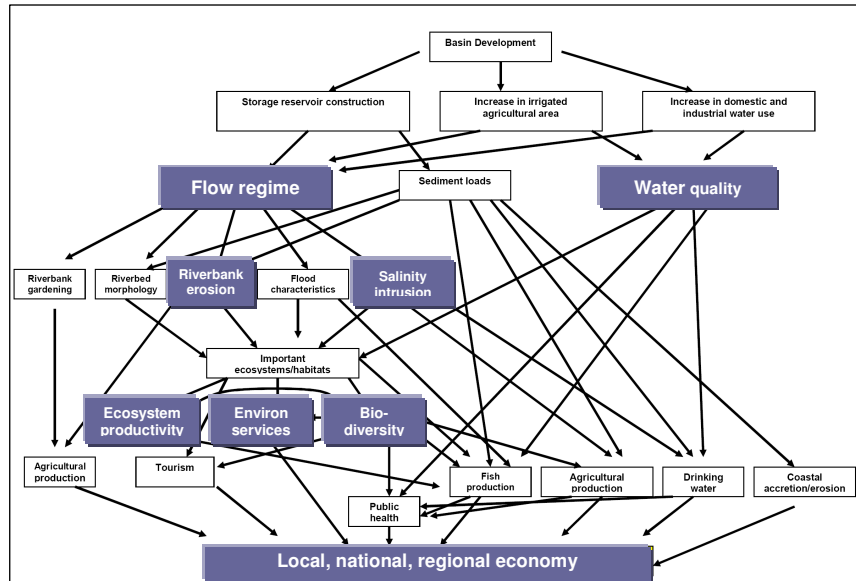 Basin Development
Storage reservoir construction
Increase in irrigated
agricultural area
Increase in domestic and
industrial water use
Flow regime
Sediment loads
Water quality
Riverbank
gardening
Riverbed
morphology
Riverbank
erosion
Flood
characteristics
Salinity
intrusion
Important
ecosystems/habitats
Ecosystem
productivity
Environ
services
Bio-
diversity
Agricultural
production
Tourism
Fish
production
Agricultural
production
Drinking
water
Coastal
accretion/erosion
Public
health
Local, national, regional economy